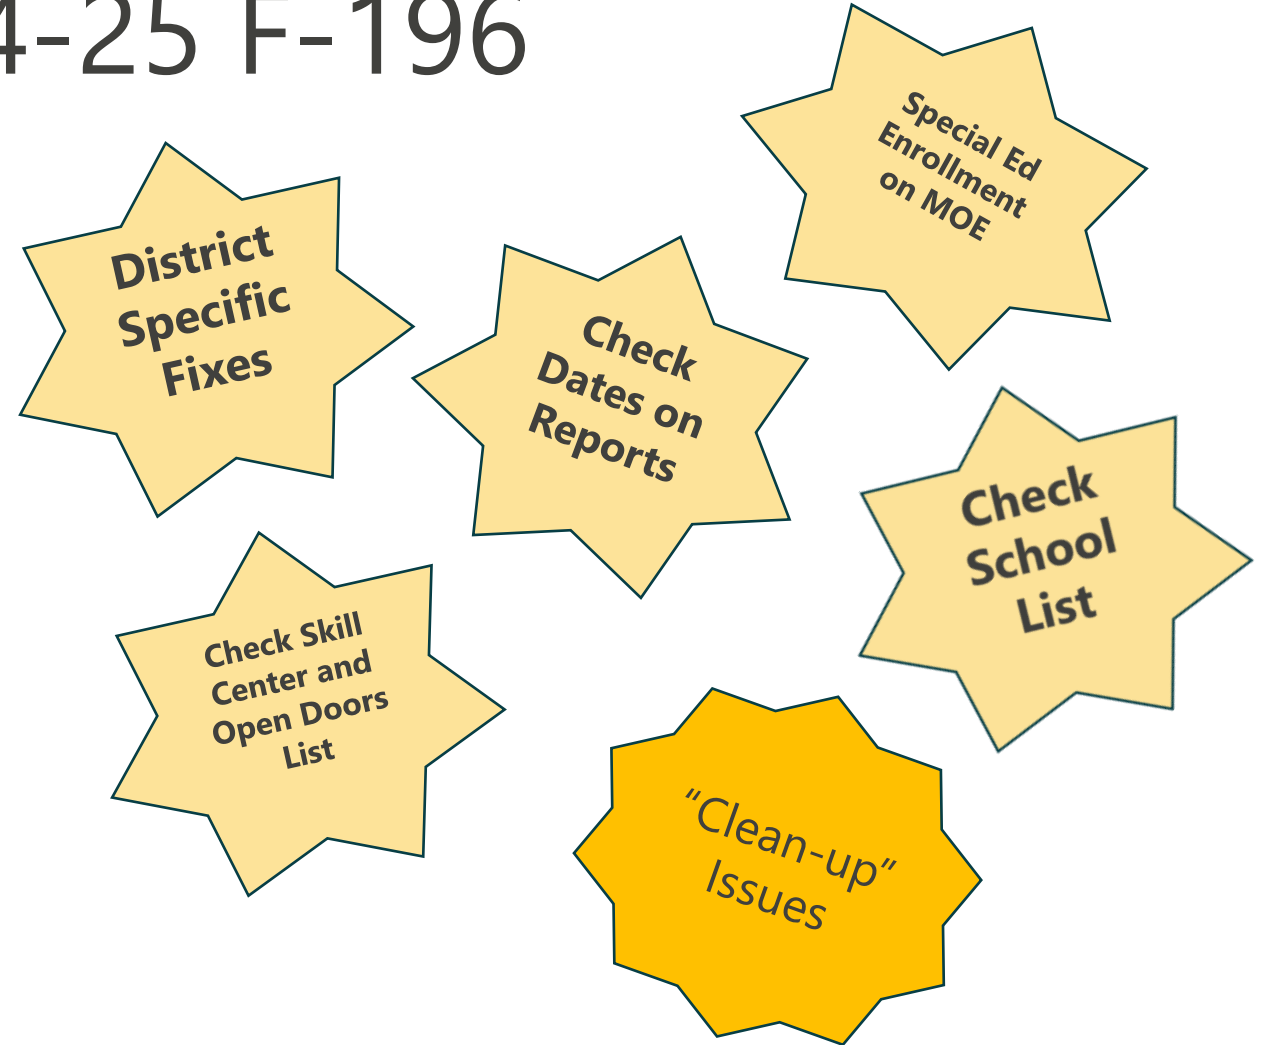 4-25 F-196
Special Ed
Enrollment
on MOE
District
Specific
Fixes
Check
Dates on
Reports
Check
School
List
Check Skill
Center and
Open Doors
List
“Clean-up”
Issues